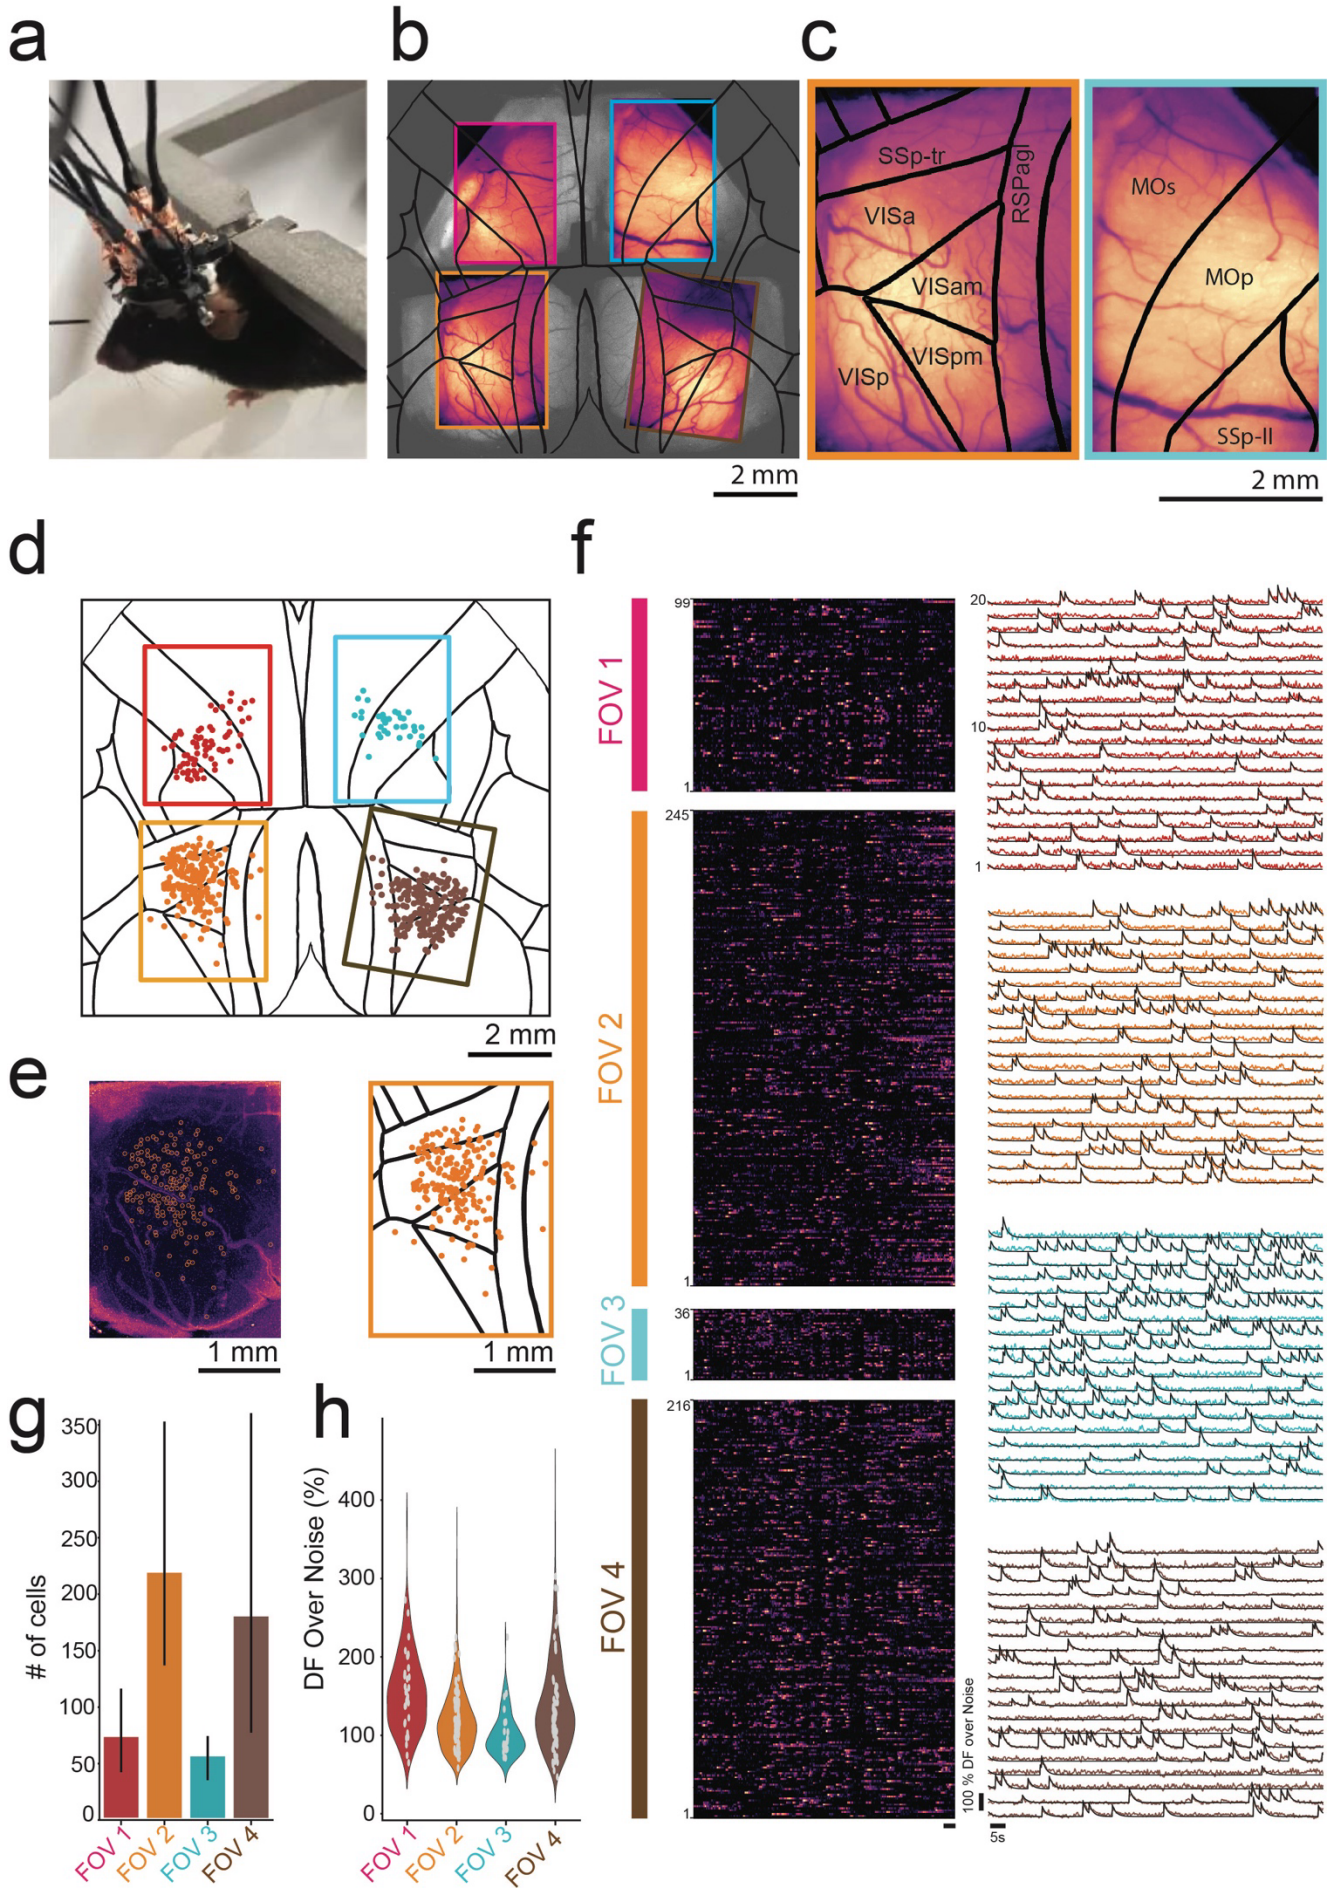 a
b
c
2 mm
SSp-tr
VISa
RSPagl
VISam
VISpm
VISp
MOs
MOp
SSp-II
2 mm
d
2 mm
e
1 mm
1 mm
f
FOV 1
99
1
FOV 2
245
1
FOV 3
36
1
FOV 4
216
1
20
10
1
100 % DF over Noise
5s
g
# of cells
350
300
250
200
150
100
50
0
FOV 1
FOV 2
FOV 3
FOV 4
h
DF Over Noise (%)
400
300
200
100
0
FOV 1
FOV 2
FOV 3
FOV 4